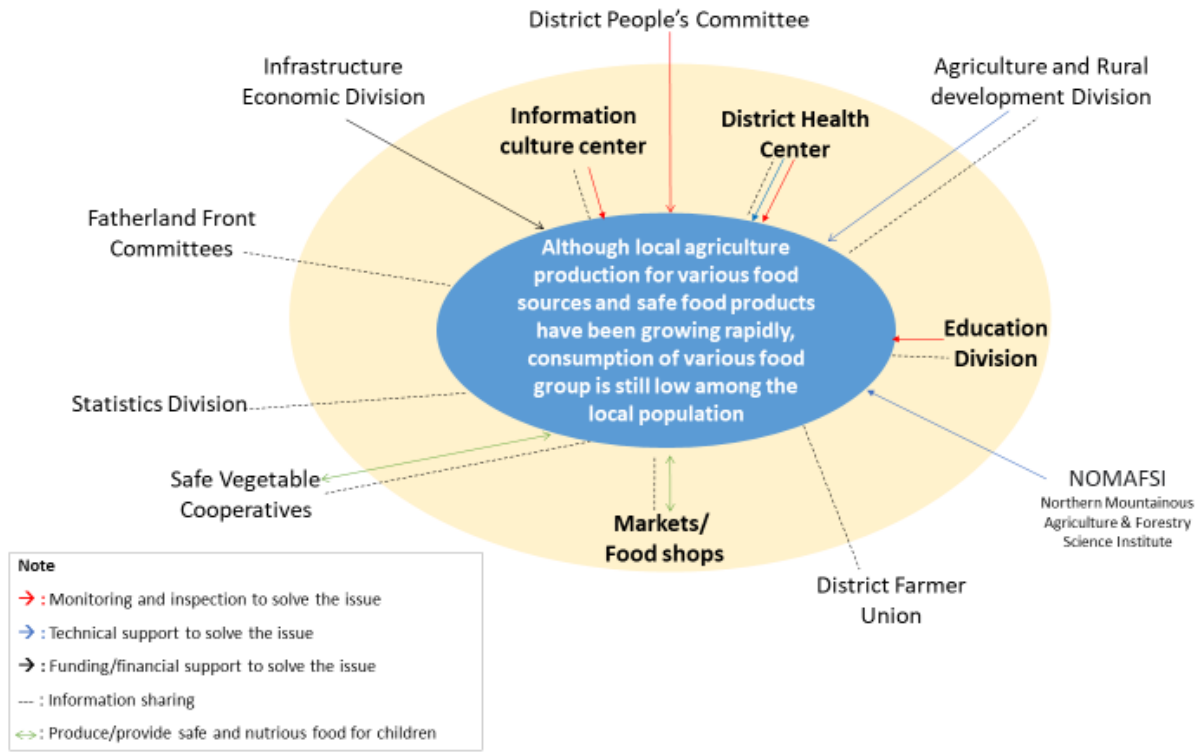 District People's Committee
Infrastructure
Economic Division
Agriculture and Rural
development Division
Information
culture center
District Health
Center
Fatherland Front
Committees
Although local agriculture
production for various food
sources and safe food products
have been growing rapidly,
consumption of various food
group is still low among the
local population
Education
Division
Statistics Division
Safe Vegetable
Cooperatives
Markets/
Food shops
NOMAFSI
Northern Mountainous
Agriculture & Forestry
Science Institute
District Farmer
Union
Note
→ : Monitoring and inspection to solve the issue
→ : Technical support to solve the issue
→ : Funding/financial support to solve the issue
--- : Information sharing
↔ : Produce/provide safe and nutrious food for children